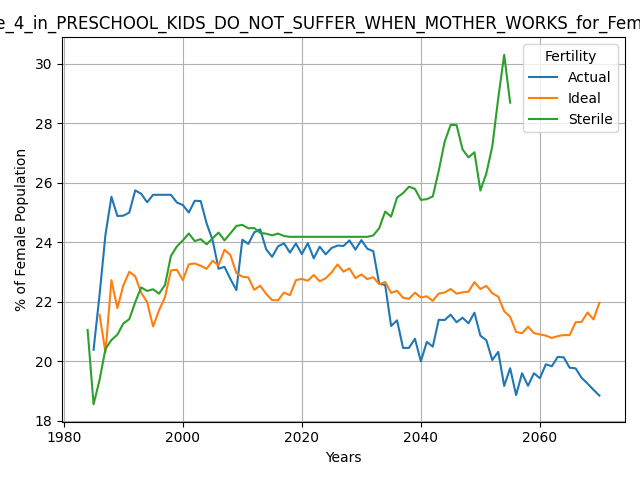 e_4_in_PRESCHOOL_KIDS_DO_NOT_SUFFER_WHEN_MOTHER_WORKS_for_Fem
Fertility
Actual
Ideal
Sterile
% of Female Population
30
28
26
24
22
20
18
1980
2000
2020
2040
2060
Years